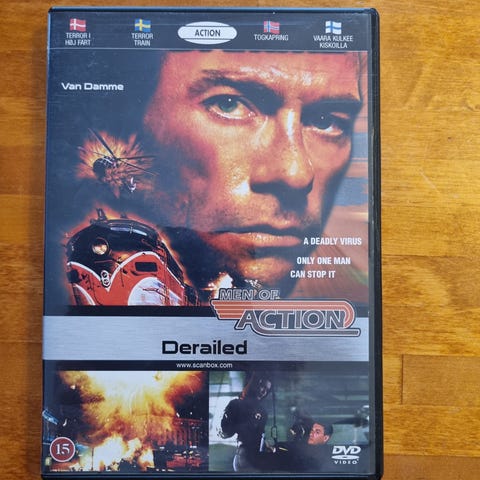 TERROR I
HØJ FART
TERROR
TRAIN
ACTION
TOGKAPRING
VAARA KULKEE
KISKOILLA
Van Damme
A DEADLY VIRUS
ONLY ONE MAN
CAN STOP IT
MEN OF
ACTION
Derailed
www.scanbox.com
15
DVD
VIDEO